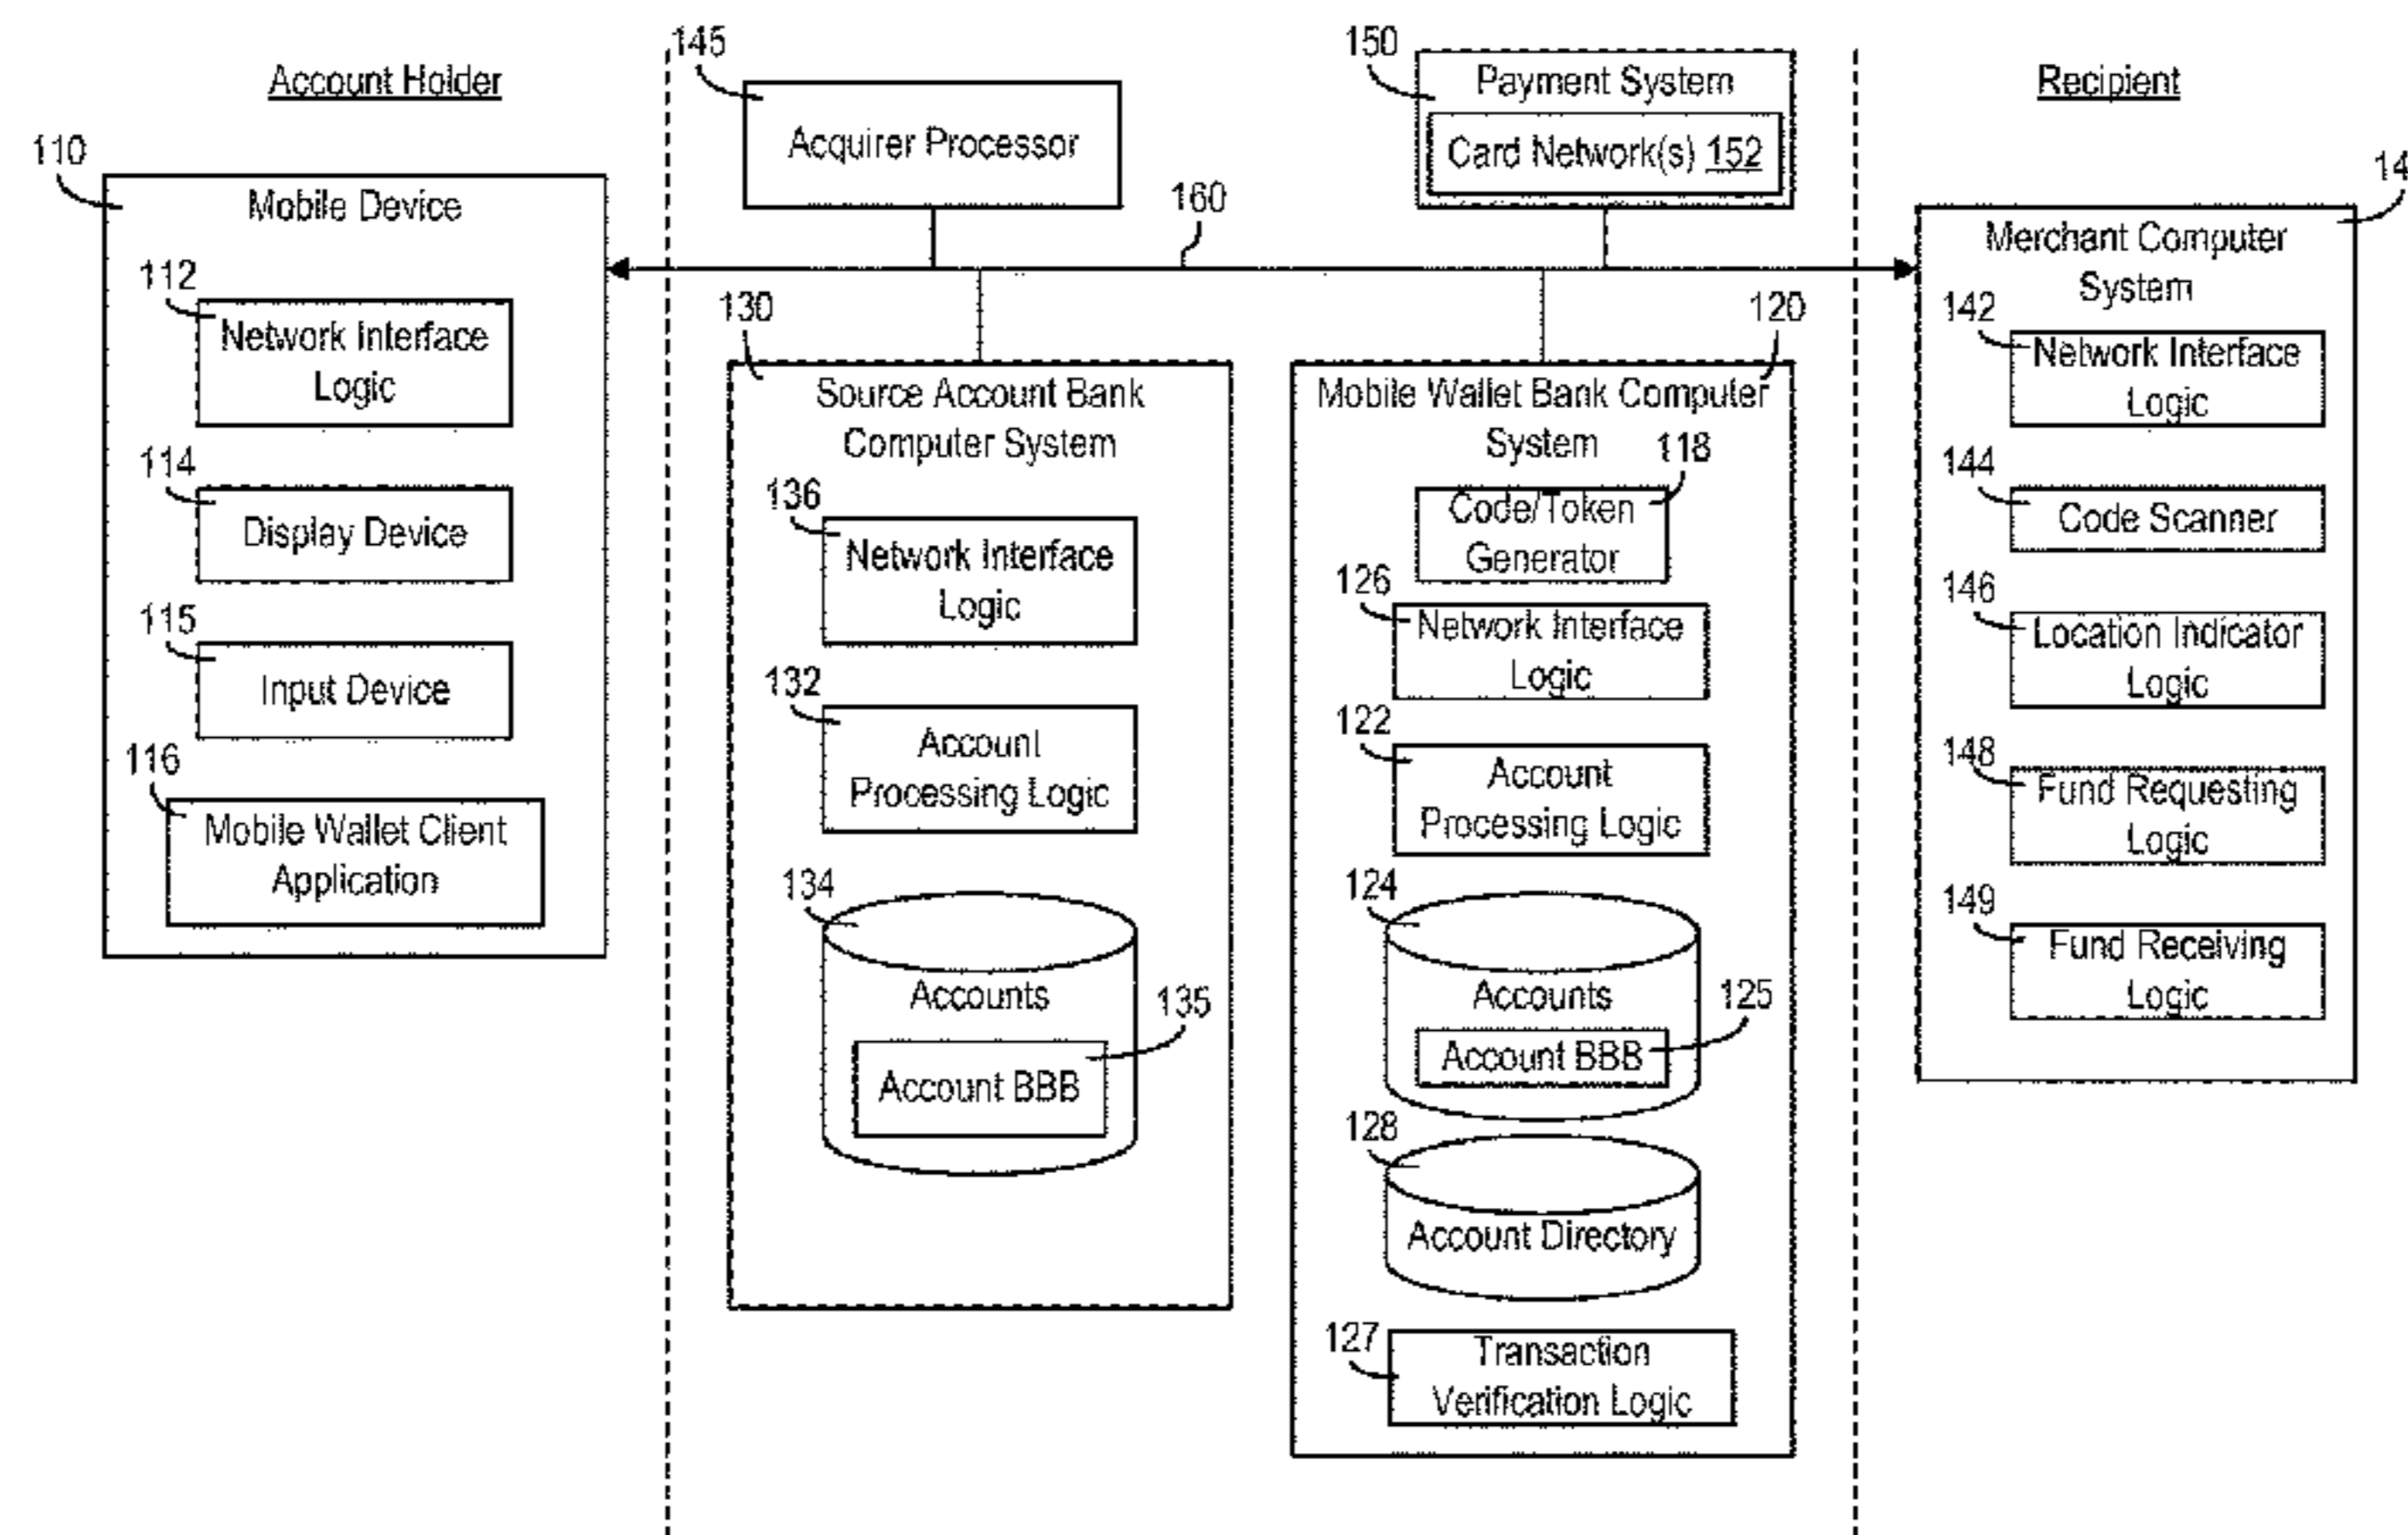 Account Holder
110
Mobile Device
112
Network Interface
Logic
114
Display Device
115
Input Device
116
Mobile Wallet Client
Application
145
Acquirer Processor
150
Payment System
Card Network(s) 152
160
130
Source Account Bank
Computer System
136
Network Interface
Logic
132
Account
Processing Logic
134
Accounts
135
Account BBB
120
Mobile Wallet Bank Computer
System
118
Code/Token
Generator
126
Network Interface
Logic
122
Account
Processing Logic
124
Accounts
125
Account BBB
128
Account Directory
127
Transaction
Verification Logic
Recipient
14
Merchant Computer
System
142
Network Interface
Logic
144
Code Scanner
146
Location Indicator
Logic
148
Fund Requesting
Logic
149
Fund Receiving
Logic